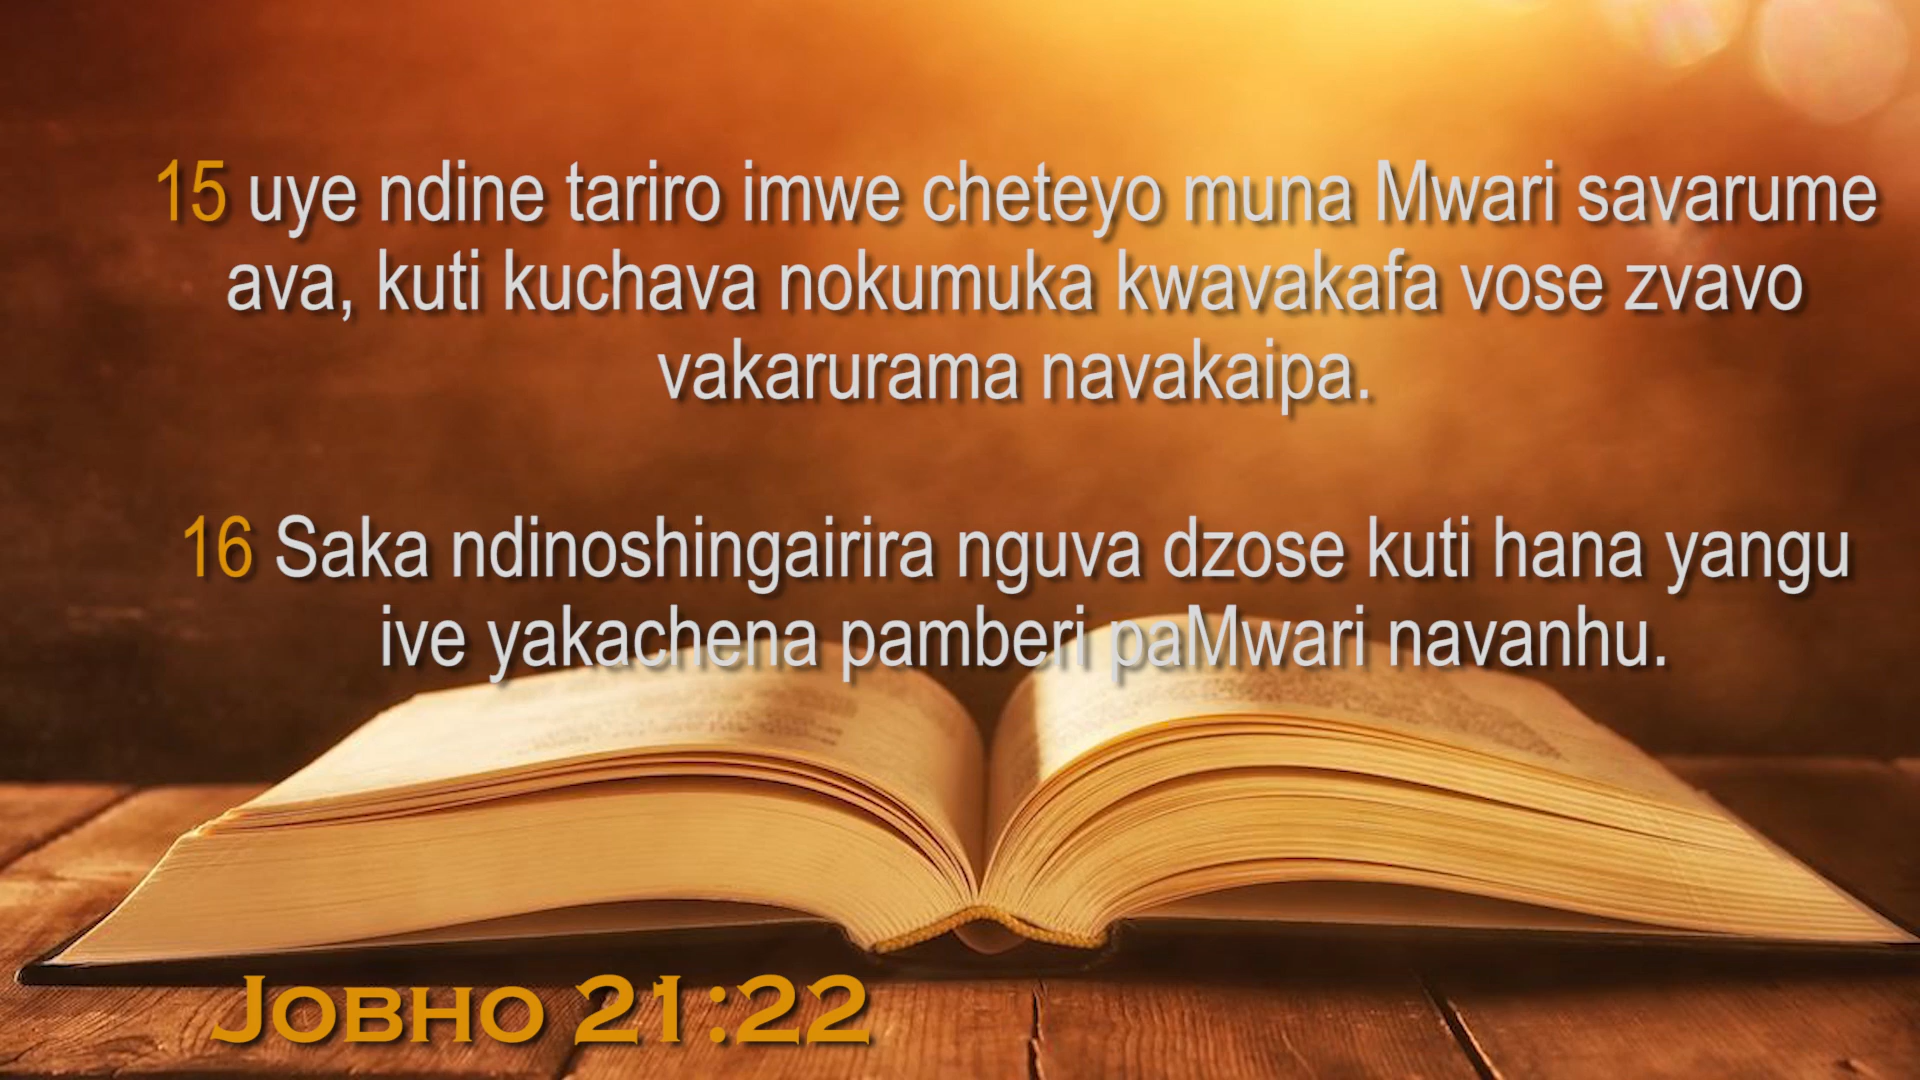 15 uye ndine tariro imwe cheteyo muna Mwari savarume
ava, kuti kuchava nokumuka kwavakafa vose zvavo
vakarurama navakaipa.
16 Saka ndinoshingairira nguva dzose kuti hana yangu
ive yakachena pamberi paMwari navanhu.
Jobho 21:22